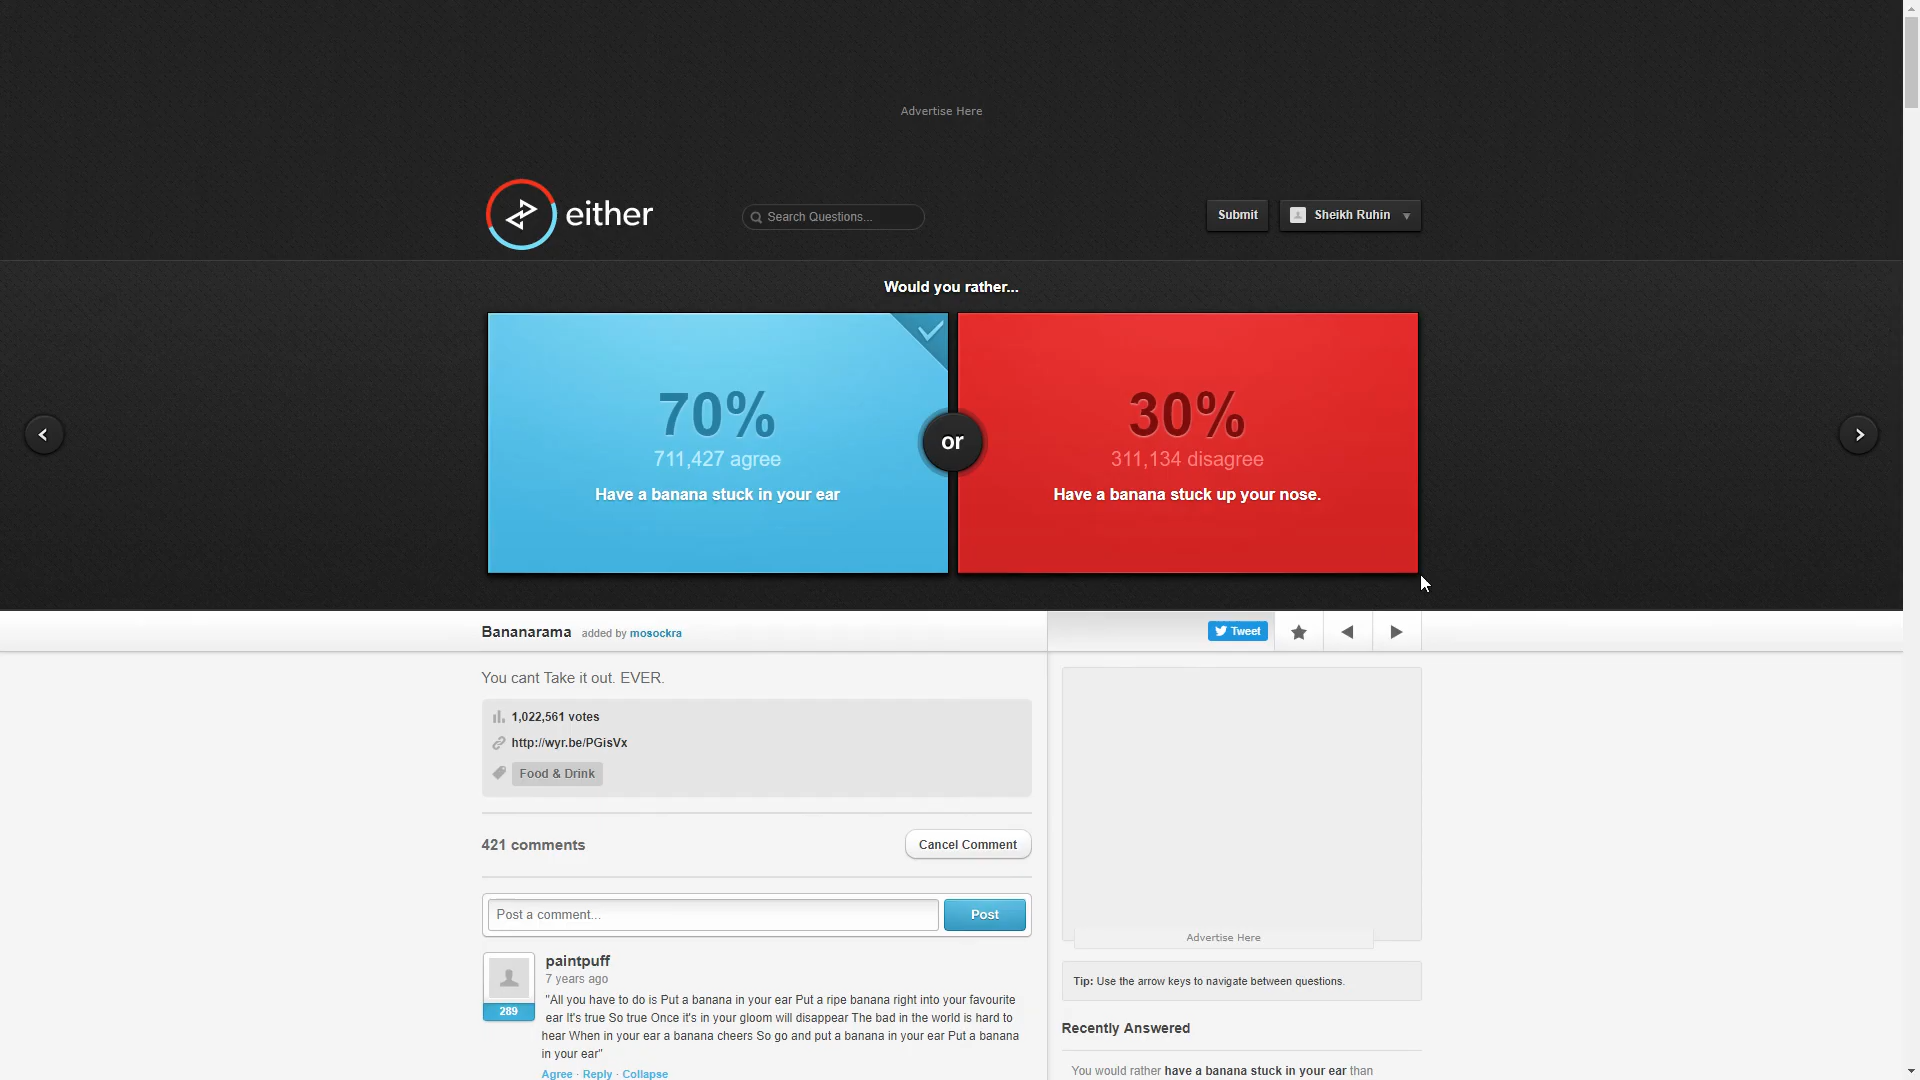 Advertise Here
either
Search Questions...
Submit
Sheikh Ruhin
Would you rather...
70%
711,427 agree
Have a banana stuck in your ear
or
30%
311,134 disagree
Have a banana stuck up your nose.
Bananarama added by mosockra
Tweet
You cant Take it out. EVER.
1,022,561 votes
http://wyr.be/PGisVx
Food & Drink
421 comments
Cancel Comment
Post a comment...
Post
paintpuff
7 years ago
289
"All you have to do is Put a banana in your ear Put a ripe banana right into your favourite
ear It's true So true Once it's in your gloom will disappear The bad in the world is hard to
hear When in your ear a banana cheers So go and put a banana in your ear Put a banana
in your ear"
Agree · Reply · Collapse
Advertise Here
Tip: Use the arrow keys to navigate between questions.
Recently Answered
You would rather have a banana stuck in your ear than